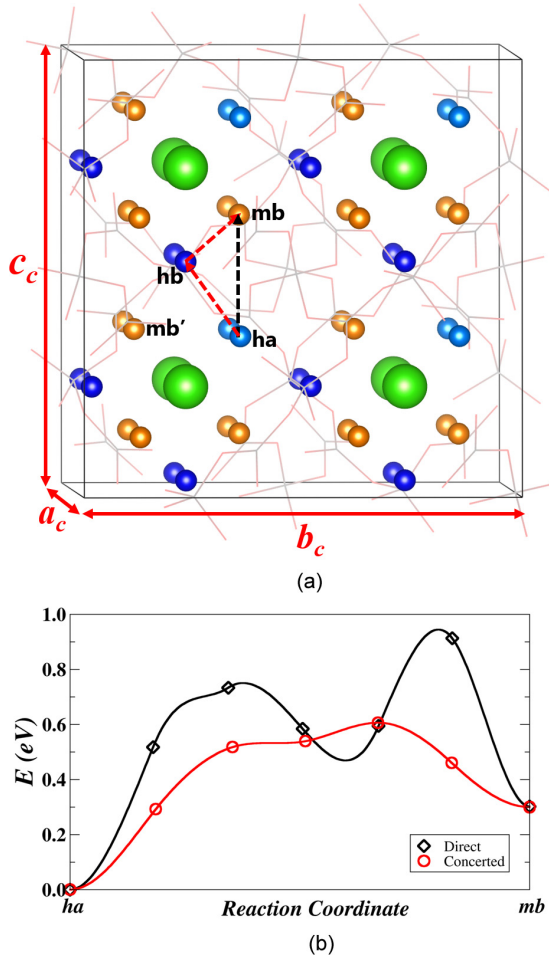 mb
hb
c_c
mb'
ha
a_c
b_c
(a)
1.0
0.8
E (eV)
0.6
0.4
0.2
0.0
Direct
Concerted
ha
Reaction Coordinate
mb
(b)